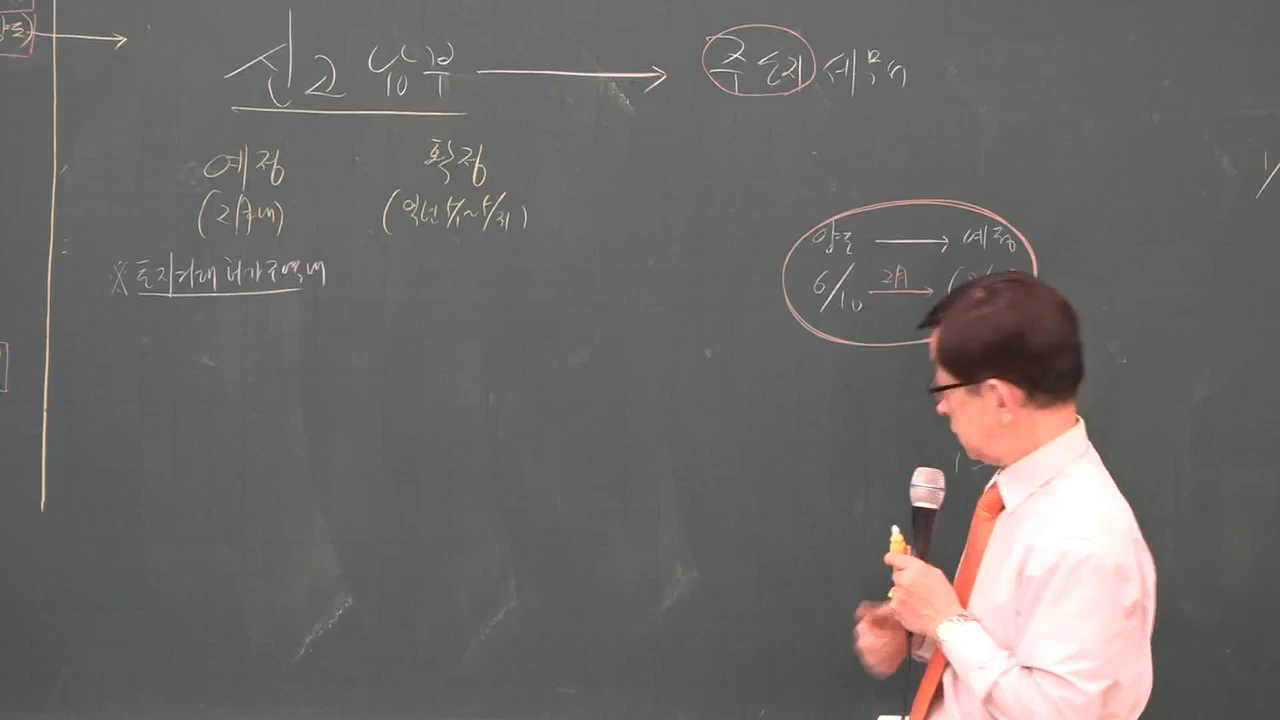 신고 납부 → 주소지 세무서
예정 확정
(2月내) (익년 5/1~5/31)
※ 토지거래 허가구역내
양도 → 예정
6/10 2月 →